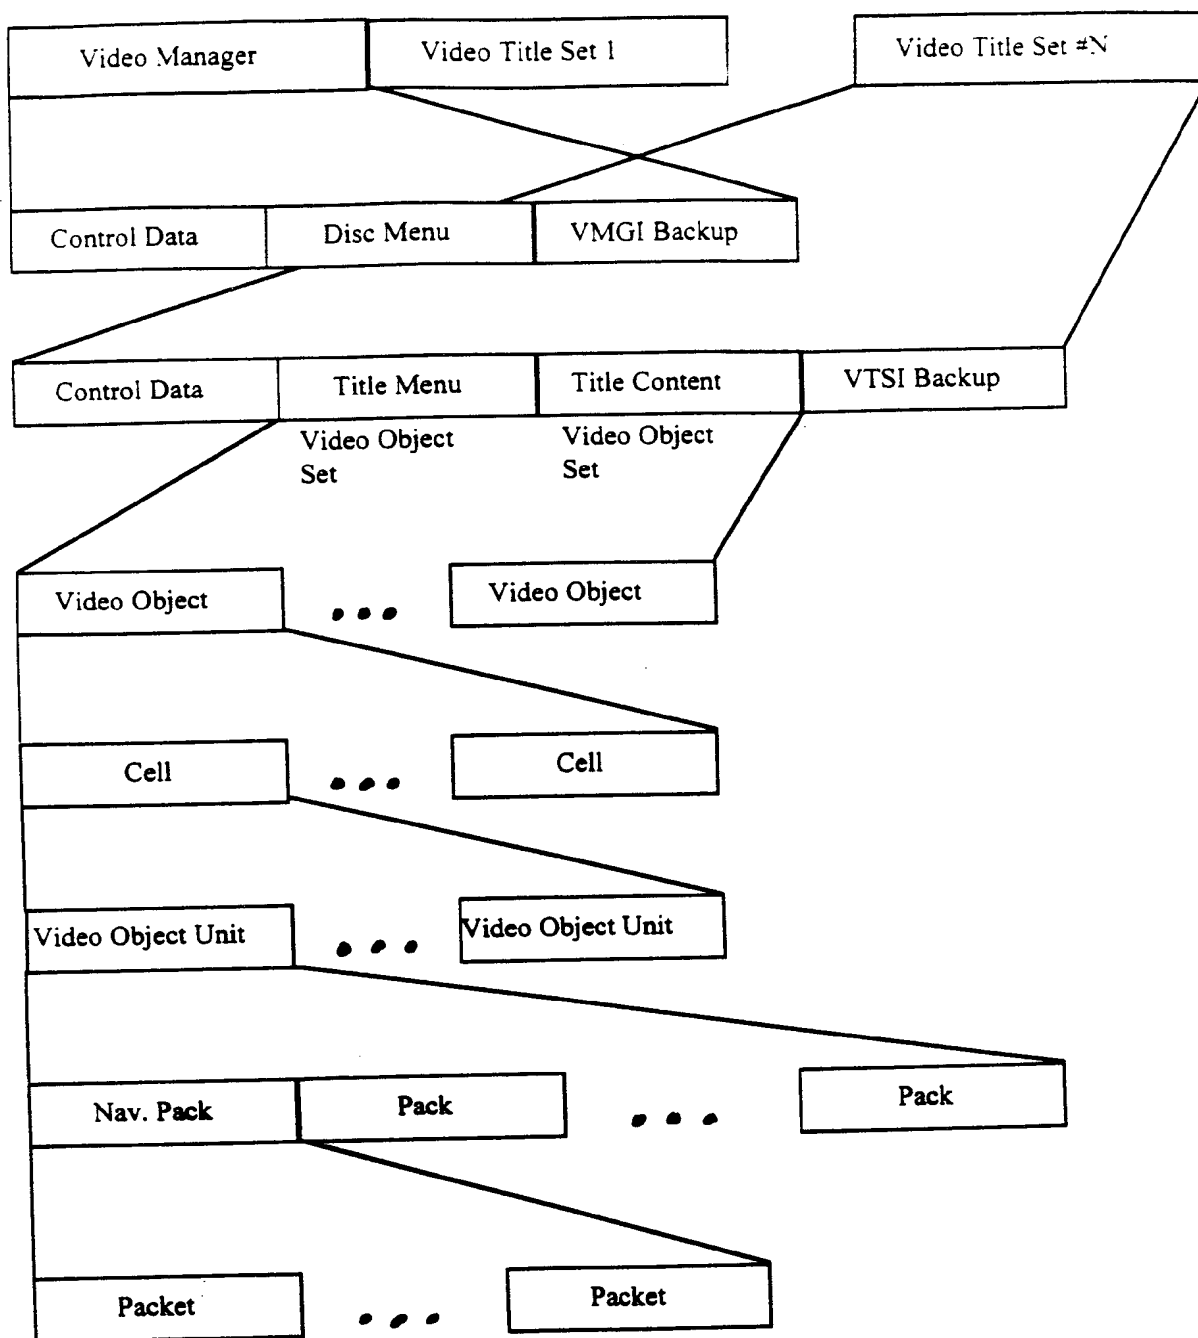 Video Manager
Video Title Set 1
Video Title Set #N
Control Data
Disc Menu
VMGI Backup
Control Data
Title Menu
Title Content
VTSI Backup
Video Object
Set
Video Object
Set
Video Object
Video Object
Cell
Cell
Video Object Unit
Video Object Unit
Nav. Pack
Pack
Pack
Packet
Packet